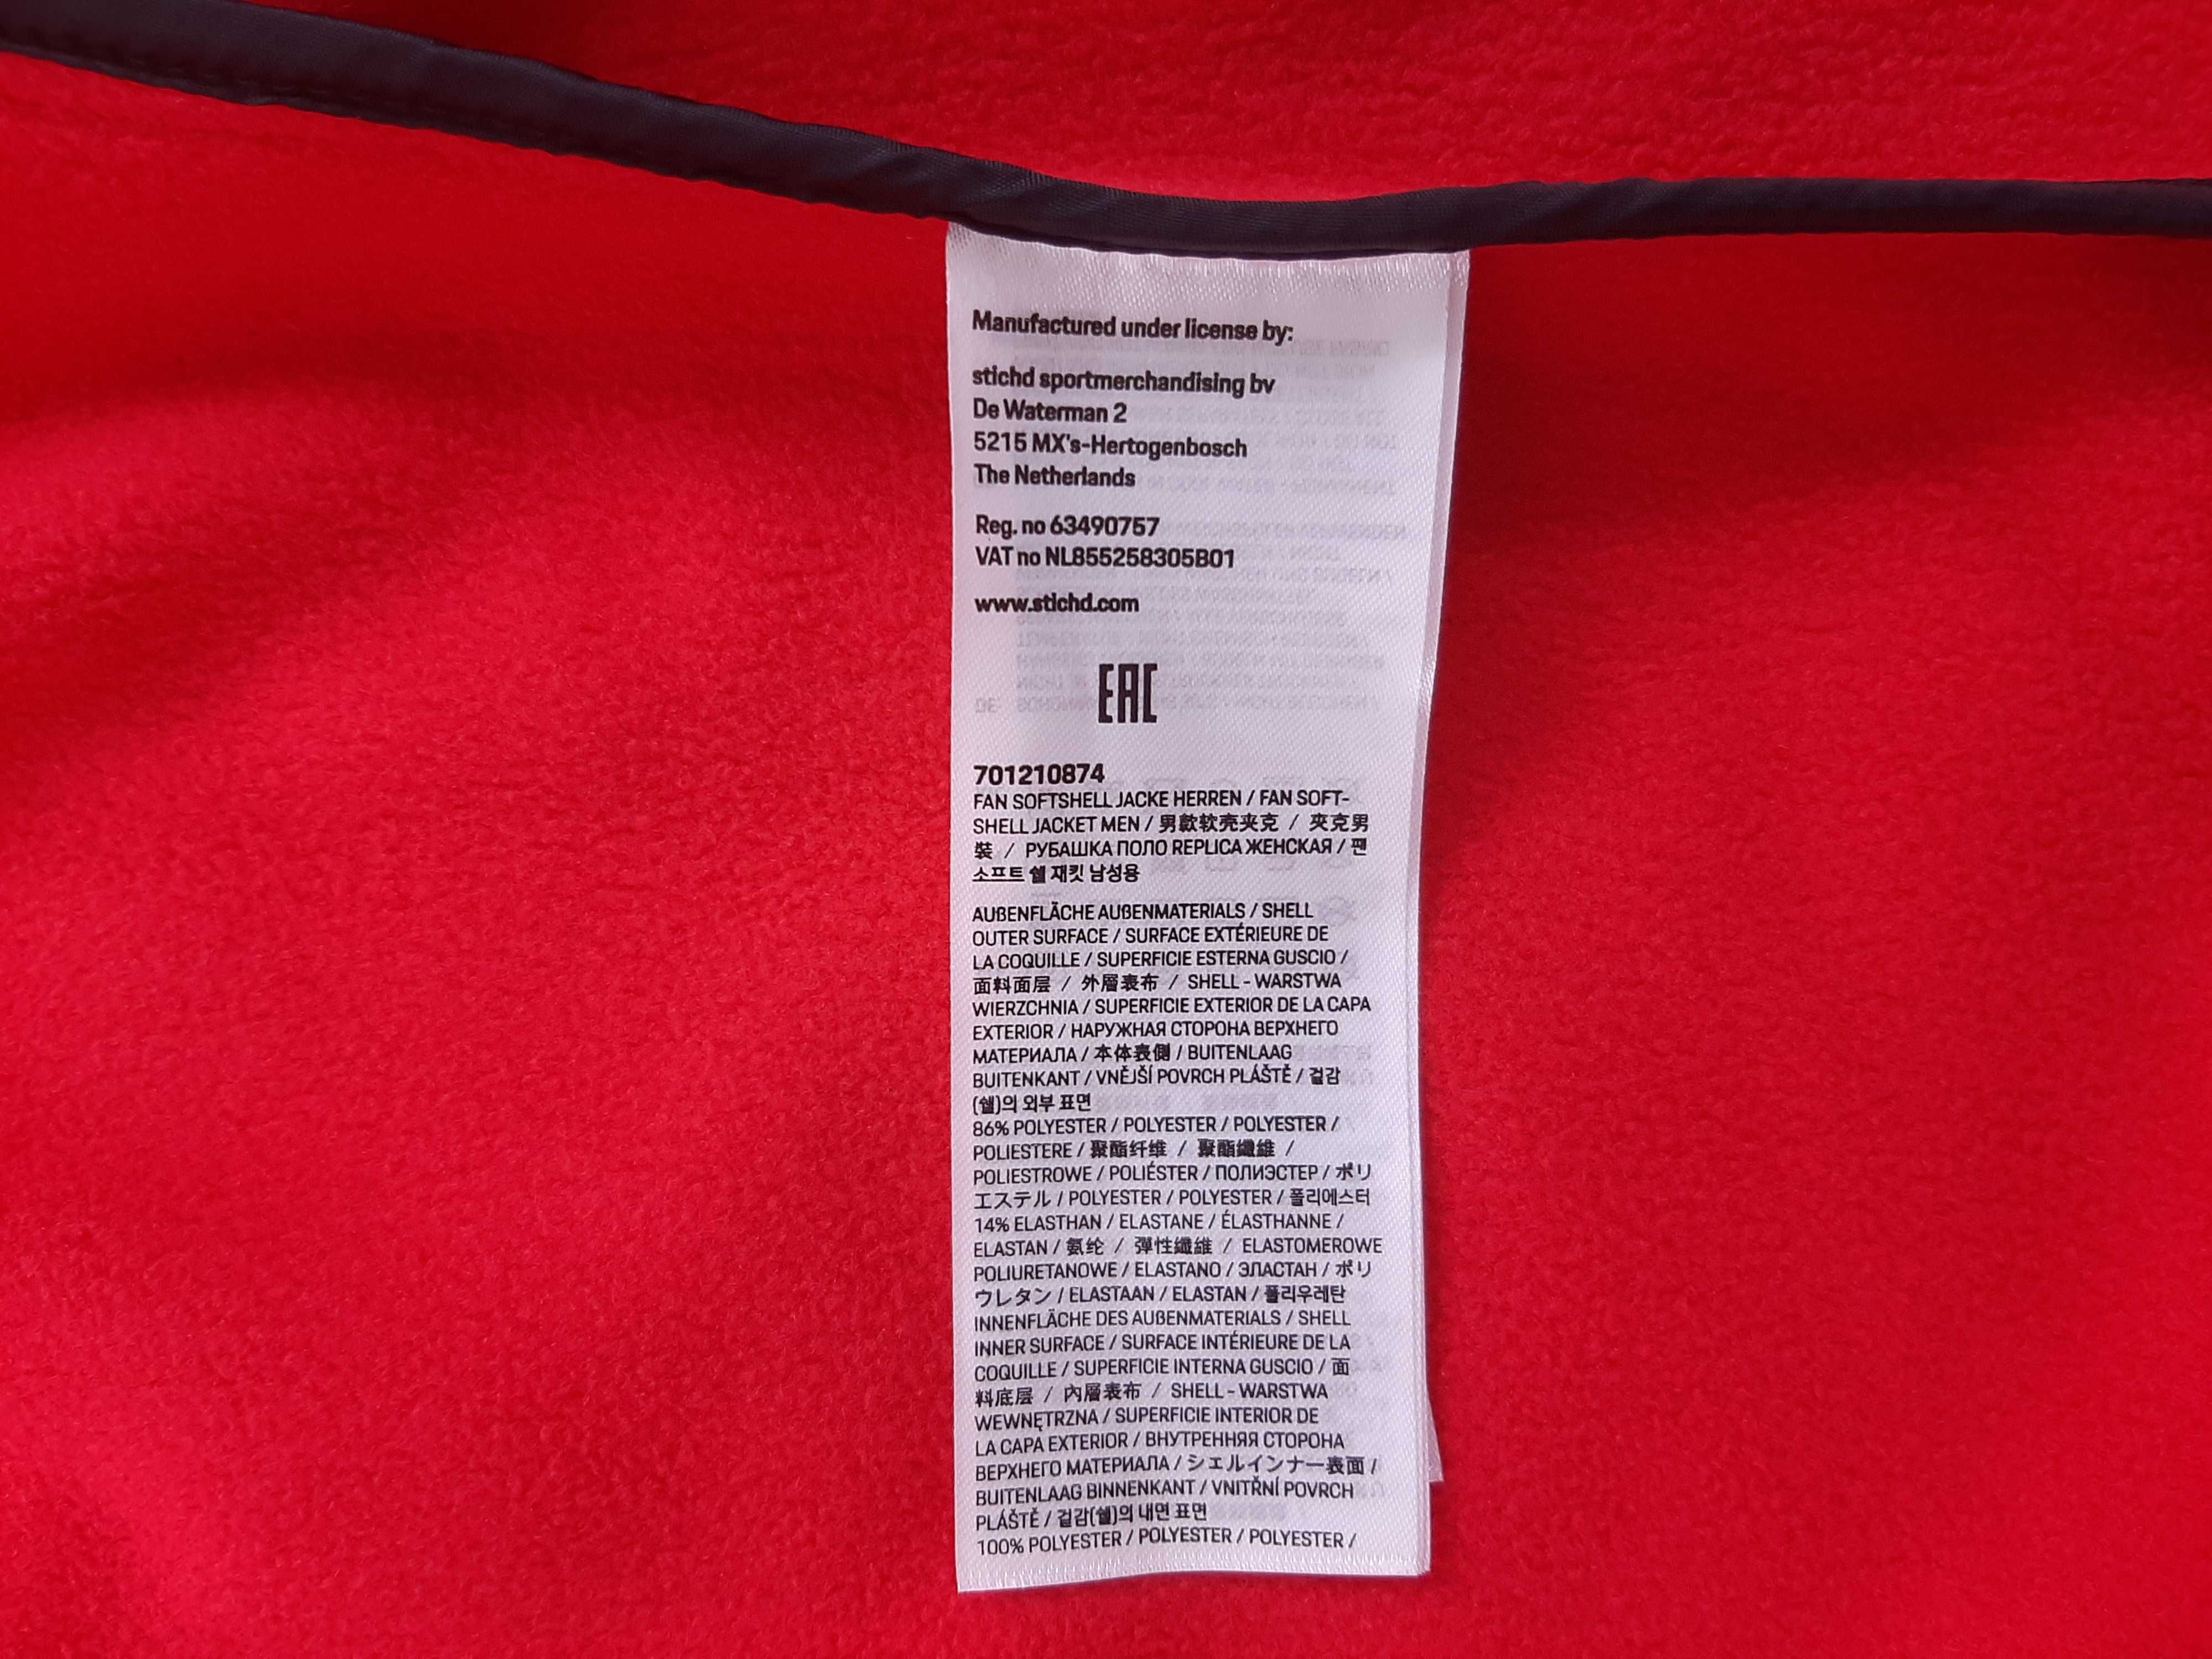 Manufactured under license by:
stichd sportmerchandising bv
De Waterman 2
5215 MX's-Hertogenbosch
The Netherlands
Reg. no 63490757
VAT no NL855258305B01
www.stichd.com
EAC
701210874
FAN SOFTSHELL JACKE HERREN / FAN SOFT-
SHELL JACKET MEN / 男款软壳夹克 / 夾克男
裝 / РУБАШКА ПОЛО REPLICA ЖЕНСКАЯ / 팬
소프트 쉘 재킷 남성용
AUßENFLÄCHE AUßENMATERIALS / SHELL
OUTER SURFACE / SURFACE EXTÉRIEURE DE
LA COQUILLE / SUPERFICIE ESTERNA GUSCIO /
面料面层 / 外層表布 / SHELL - WARSTWA
WIERZCHNIA / SUPERFICIE EXTERIOR DE LA CAPA
EXTERIOR / НАРУЖНАЯ СТОРОНА ВЕРХНЕГО
МАТЕРИАЛА / 本体表側 / BUITENLAAG
BUITENKANT / VNĚJŠÍ POVRCH PLÁŠTĚ / 겉감
(쉘)의 외부 표면
86% POLYESTER / POLYESTER / POLYESTER /
POLIESTERE / 聚酯纤维 / 聚酯纖維 /
POLIESTROWE / POLIÉSTER / ПОЛИЭСТЕР / ポリ
エステル / POLYESTER / POLYESTER / 폴리에스터
14% ELASTHAN / ELASTANE / ÉLASTHANNE /
ELASTAN / 氨纶 / 彈性纖維 / ELASTOMEROWE
POLIURETANOWE / ELASTANO / ЭЛАСТАН / ポリ
ウレタン / ELASTAAN / ELASTAN / 폴리우레탄
INNENFLÄCHE DES AUßENMATERIALS / SHELL
INNER SURFACE / SURFACE INTÉRIEURE DE LA
COQUILLE / SUPERFICIE INTERNA GUSCIO / 面
料底层 / 內層表布 / SHELL - WARSTWA
WEWNĘTRZNA / SUPERFICIE INTERIOR DE
LA CAPA EXTERIOR / ВНУТРЕННЯЯ СТОРОНА
ВЕРХНЕГО МАТЕРИАЛА / シェルインナー表面 /
BUITENLAAG BINNENKANT / VNITŘNÍ POVRCH
PLÁŠTĚ / 겉감(쉘)의 내면 표면
100% POLYESTER / POLYESTER / POLYESTER /